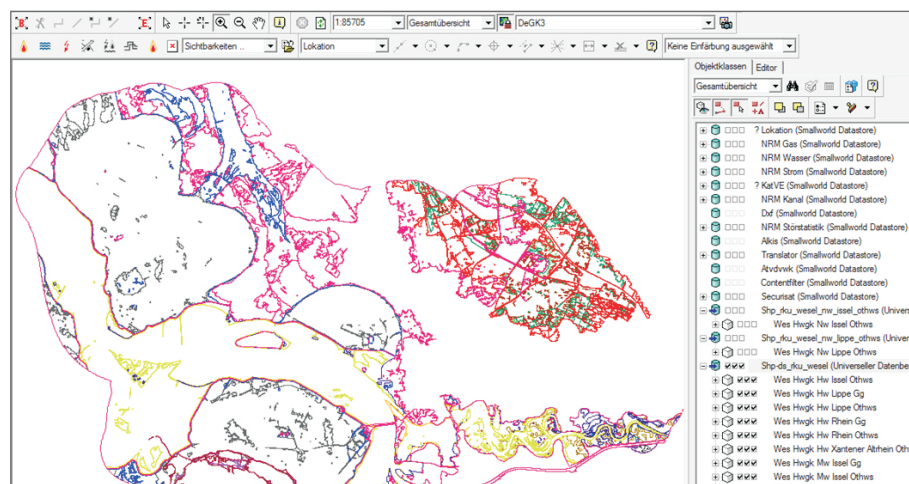 1:85705 Gesamtübersicht DeGK3
Sichtbarkeiten .. Lokation Keine Einfärbung ausgewählt
Objektklassen Editor
Gesamtübersicht
? Lokation (Smallworld Datastore)
NRM Gas (Smallworld Datastore)
NRM Wasser (Smallworld Datastore)
NRM Strom (Smallworld Datastore)
? KatVE (Smallworld Datastore)
NRM Kanal (Smallworld Datastore)
Dxf (Smallworld Datastore)
NRM Störstatistik (Smallworld Datastore)
Alkis (Smallworld Datastore)
Translator (Smallworld Datastore)
Atvdvwk (Smallworld Datastore)
Contentfilter (Smallworld Datastore)
Securisat (Smallworld Datastore)
Shp_rku_wesel_nw_issel_othws (Univers
Wes Hwgk Nw Issel Othws
Shp_rku_wesel_nw_lippe_othws (Univer
Wes Hwgk Nw Lippe Othws
Shp-ds_rku_wesel (Universeller Datenbe
Wes Hwgk Hw Issel Othws
Wes Hwgk Hw Lippe Gg
Wes Hwgk Hw Lippe Othws
Wes Hwgk Hw Rhein Gg
Wes Hwgk Hw Rhein Othws
Wes Hwgk Hw Xantener Altrhein Oth
Wes Hwgk Mw Issel Gg
Wes Hwgk Mw Issel Othws